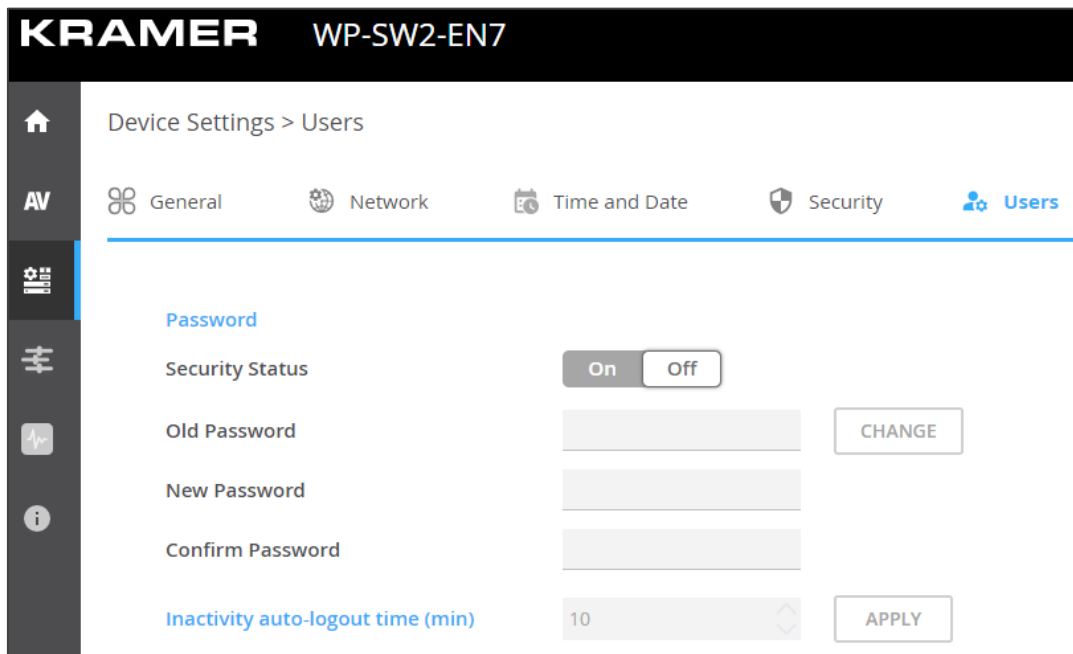 KRAMER WP-SW2-EN7
Device Settings > Users
AV
General Network Time and Date Security Users
Password
Security Status On Off
Old Password CHANGE
New Password
Confirm Password
Inactivity auto-logout time (min) 10 APPLY